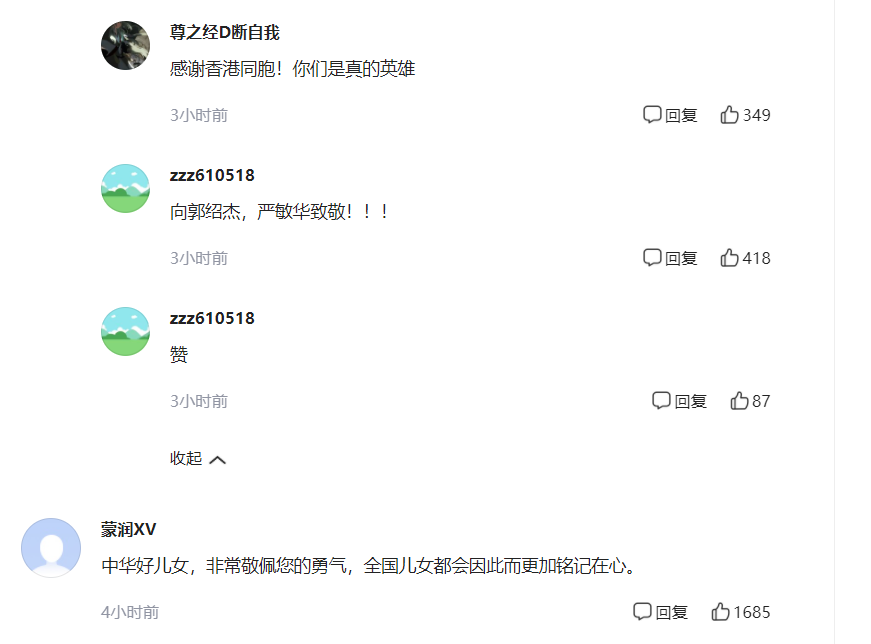 尊之经D断自我
感谢香港同胞！你们是真的英雄
3小时前 回复 349
zzz610518
向郭绍杰，严敏华致敬！！！
3小时前 回复 418
zzz610518
赞
3小时前 回复 87
收起
蒙润XV
中华好儿女，非常敬佩您的勇气，全国儿女都会因此而更加铭记在心。
4小时前 回复 1685